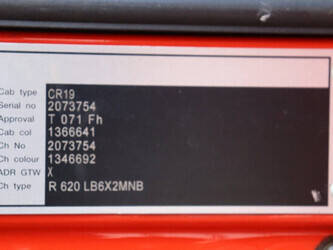 Cab type CR19
Serial no 2073754
Approval T 071 Fh
Cab col 1366641
Ch No 2073754
Ch colour 1346692
ADR GTW X
Ch type R 620 LB6X2MNB